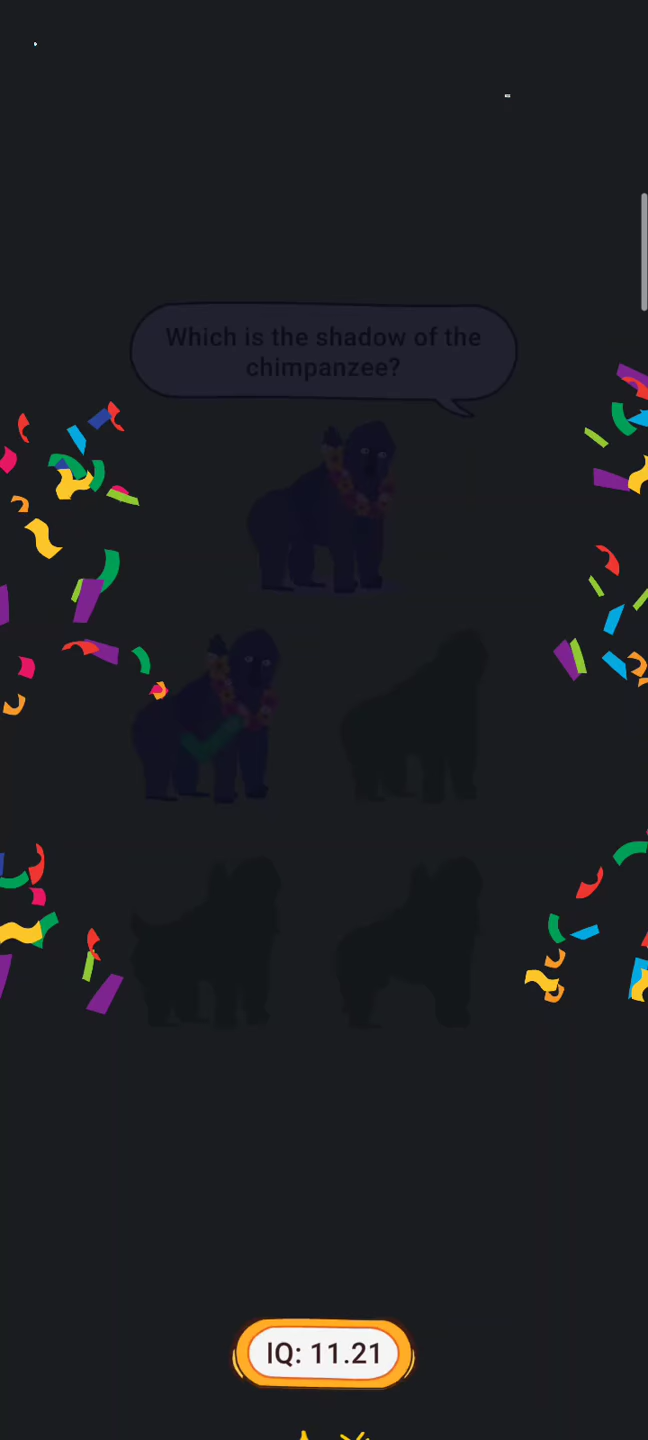 Which is the shadow of the
chimpanzee?
IQ: 11.21